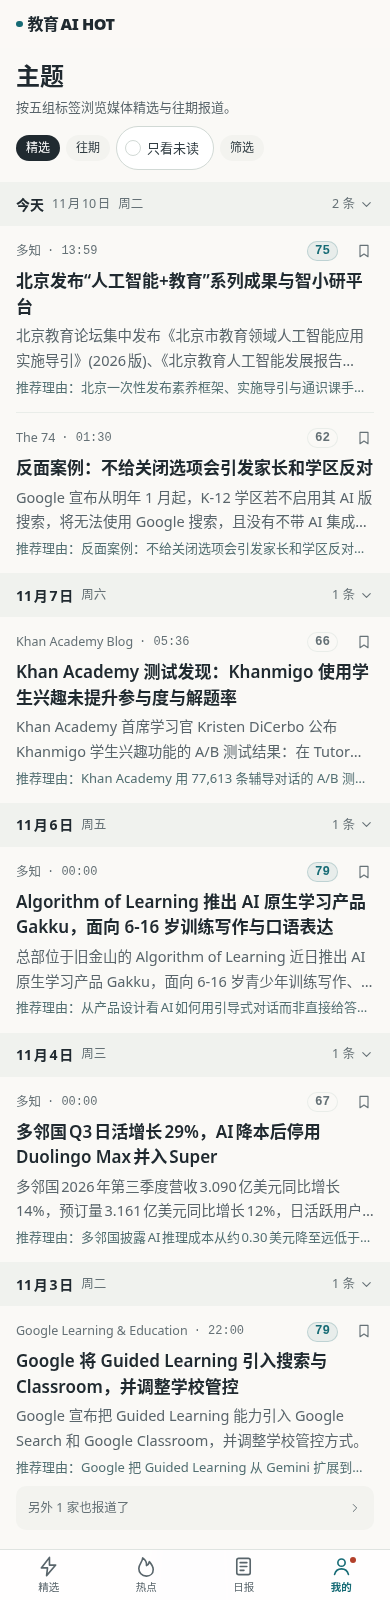 教育 AI HOT
主题
按五组标签浏览媒体精选与往期报道。
精选 往期 只看未读 筛选
今天 11月10日 周二 2 条
多知 · 13:59 75
北京发布“人工智能+教育”系列成果与智小研平
台
北京教育论坛集中发布《北京市教育领域人工智能应用
实施导引》(2026版)、《北京教育人工智能发展报告...
推荐理由：北京一次性发布素养框架、实施导引与通识课手...
The 74 · 01:30 62
反面案例：不给关闭选项会引发家长和学区反对
Google 宣布从明年 1 月起，K-12 学区若不启用其 AI 版
搜索，将无法使用 Google 搜索，且没有不带 AI 集成...
推荐理由：反面案例：不给关闭选项会引发家长和学区反对...
11月7日 周六 1 条
Khan Academy Blog · 05:36 66
Khan Academy 测试发现：Khanmigo 使用学
生兴趣未提升参与度与解题率
Khan Academy 首席学习官 Kristen DiCerbo 公布
Khanmigo 学生兴趣功能的 A/B 测试结果：在 Tutor...
推荐理由：Khan Academy 用 77,613 条辅导对话的 A/B 测...
11月6日 周五 1 条
多知 · 00:00 79
Algorithm of Learning 推出 AI 原生学习产品
Gakku，面向 6-16 岁训练写作与口语表达
总部位于旧金山的 Algorithm of Learning 近日推出 AI
原生学习产品 Gakku，面向 6-16 岁青少年训练写作、...
推荐理由：从产品设计看AI如何用引导式对话而非直接给答...
11月4日 周三 1 条
多知 · 00:00 67
多邻国Q3日活增长29%，AI降本后停用
Duolingo Max并入Super
多邻国2026年第三季度营收3.090亿美元同比增长
14%，预订量3.161亿美元同比增长12%，日活跃用户...
推荐理由：多邻国披露AI推理成本从约0.30美元降至远低于...
11月3日 周二 1 条
Google Learning & Education · 22:00 79
Google 将 Guided Learning 引入搜索与
Classroom，并调整学校管控
Google 宣布把 Guided Learning 能力引入 Google
Search 和 Google Classroom，并调整学校管控方式。
推荐理由：Google 把 Guided Learning 从 Gemini 扩展到...
另外 1 家也报道了
精选 热点 日报 我的